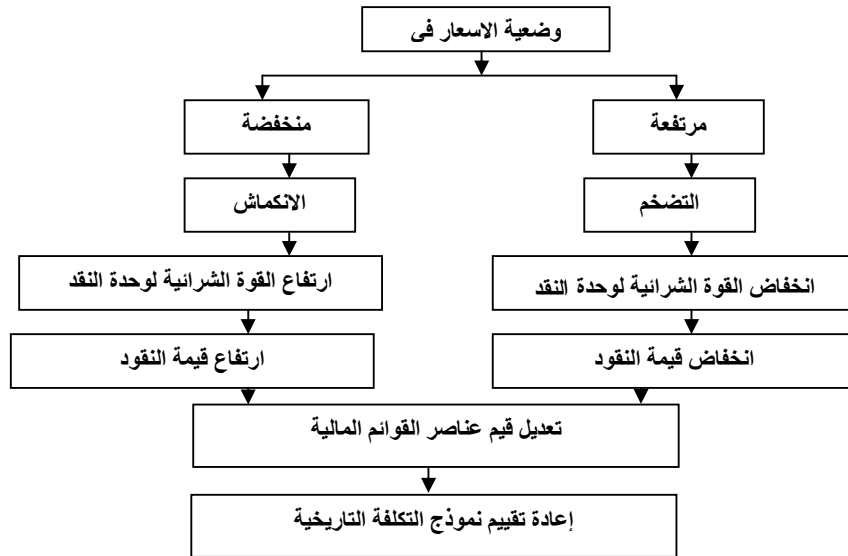 وضعية الاسعار فى
مرتفعة
منخفضة
التضخم
الانكماش
انخفاض القوة الشرائية لوحدة النقد
ارتفاع القوة الشرائية لوحدة النقد
انخفاض قيمة النقود
ارتفاع قيمة النقود
تعديل قيم عناصر القوائم المالية
إعادة تقييم نموذج التكلفة التاريخية